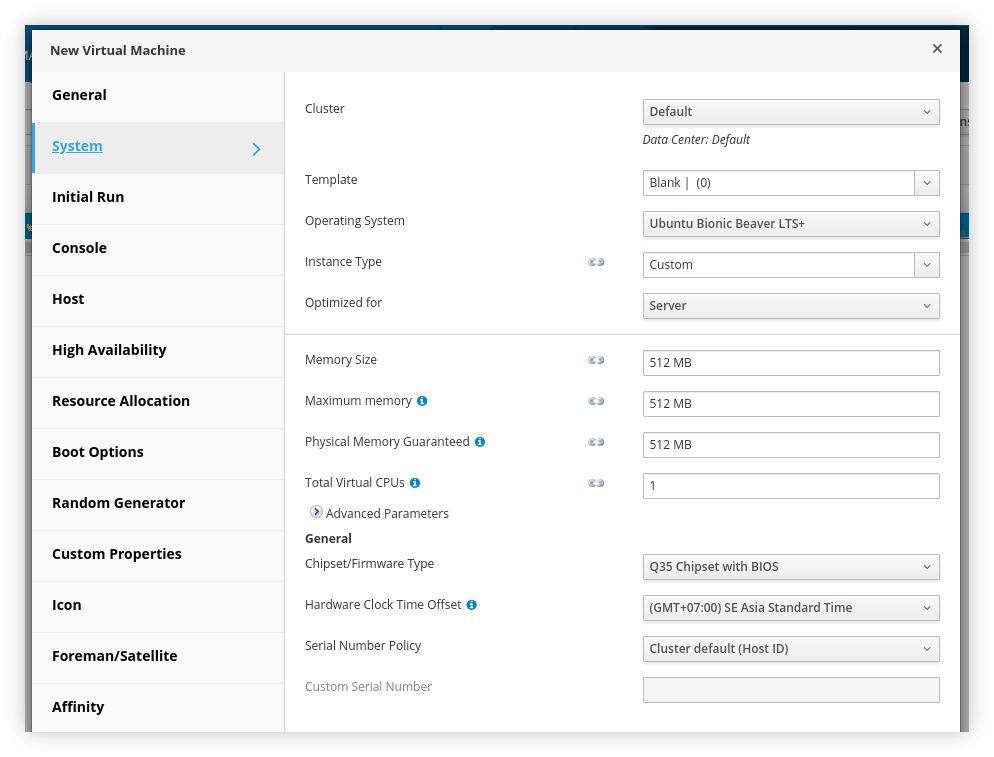 New Virtual Machine
General
System
Initial Run
Console
Host
High Availability
Resource Allocation
Boot Options
Random Generator
Custom Properties
Icon
Foreman/Satellite
Affinity
Cluster Default
Data Center: Default
Template Blank | (0)
Operating System Ubuntu Bionic Beaver LTS+
Instance Type Custom
Optimized for Server
Memory Size 512 MB
Maximum memory 512 MB
Physical Memory Guaranteed 512 MB
Total Virtual CPUs 1
Advanced Parameters
General
Chipset/Firmware Type Q35 Chipset with BIOS
Hardware Clock Time Offset (GMT+07:00) SE Asia Standard Time
Serial Number Policy Cluster default (Host ID)
Custom Serial Number